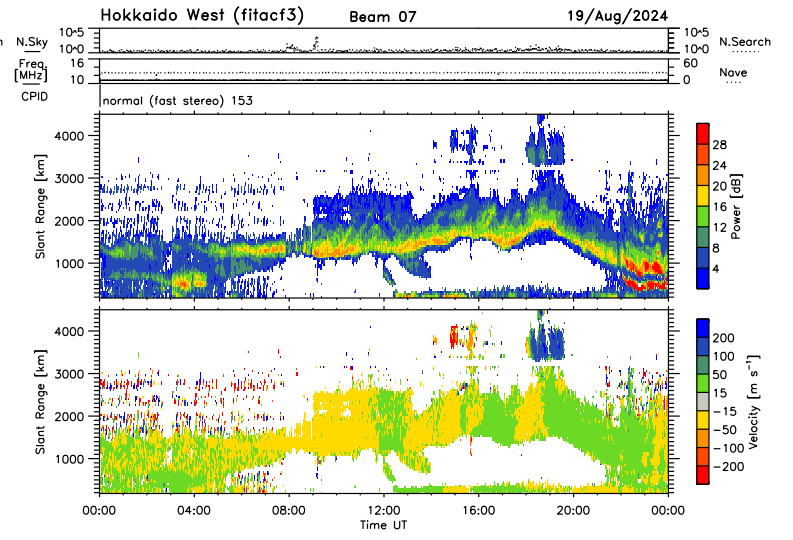 Hokkaido West (fitacf3) Beam 07 19/Aug/2024
N.Sky 10^5 10^0 10^5 10^0 N.Search
Freq. [MHz] 16 10 60 0 Nave
CPID normal (fast stereo) 153
Slant Range [km] 4000 3000 2000 1000
Power [dB] 28 24 20 16 12 8 4
Slant Range [km] 4000 3000 2000 1000
Velocity [m s⁻¹] 200 100 50 15 −15 −50 −100 −200
00:00 04:00 08:00 12:00 16:00 20:00 00:00
Time UT